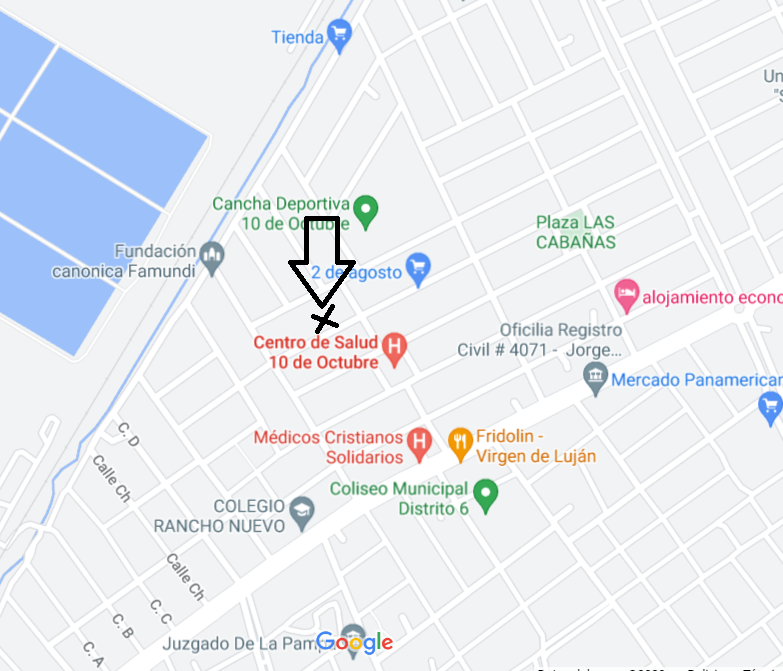 Tienda
Un
Cancha Deportiva
10 de Octubre
Plaza LAS
CABAÑAS
Fundación
canonica Famundi
2 de agosto
alojamiento econo
Oficilia Registro
Civil # 4071 - Jorge...
Centro de Salud
10 de Octubre
Mercado Panamerican
C. D
Médicos Cristianos
Solidarios
Fridolin -
Virgen de Luján
Calle Ch
Coliseo Municipal
Distrito 6
COLEGIO
RANCHO NUEVO
Calle Ch
C. C
C. B
C. A
Juzgado De La Pampa
Google